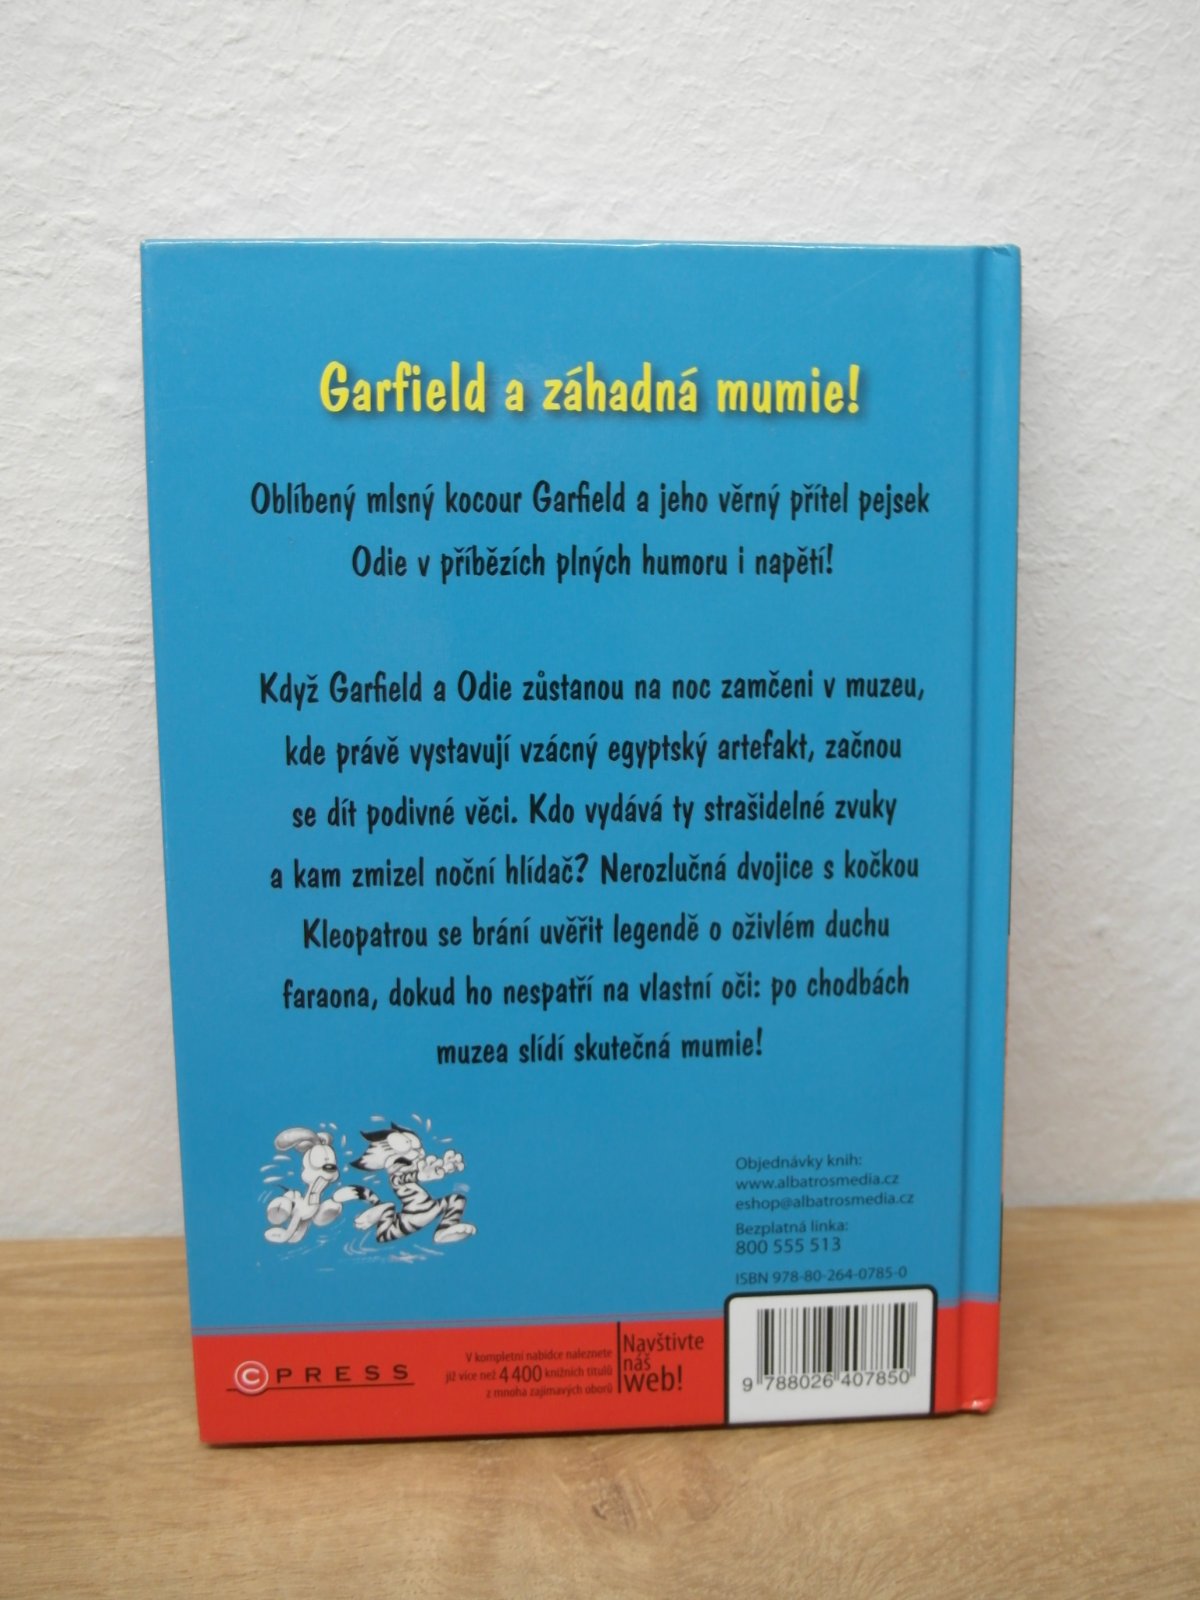 Garfield a záhadná mumie!
Oblíbený mlsný kocour Garfield a jeho věrný přítel pejsek
Odie v příbězích plných humoru i napětí!
Když Garfield a Odie zůstanou na noc zamčeni v muzeu,
kde právě vystavují vzácný egyptský artefakt, začnou
se dít podivné věci. Kdo vydává ty strašidelné zvuky
a kam zmizel noční hlídač? Nerozlučná dvojice s kočkou
Kleopatrou se brání uvěřit legendě o oživlém duchu
faraona, dokud ho nespatří na vlastní oči: po chodbách
muzea slídí skutečná mumie!
Objednávky knih:
www.albatrosmedia.cz
eshop@albatrosmedia.cz
Bezplatná linka:
800 555 513
ISBN 978-80-264-0785-0
C PRESS
V kompletní nabídce naleznete
již více než 4 400 knižních titulů
z mnoha zajímavých oborů
Navštivte
náš
web!
9 788026 407850